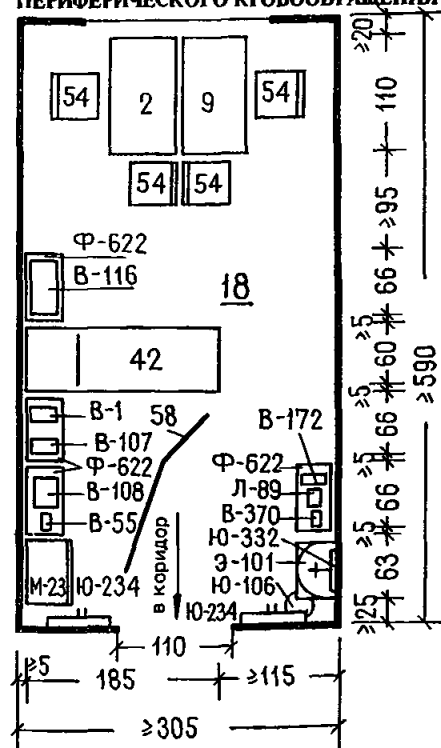 ПЕРИФЕРИЧЕСКОГО КРОВООБРАЩЕНИЯ
≥20
54 2 9 54
110
54 54
≥95
Ф-622
В-116
18
66
≥5
42
60
≥590
≥5
В-1 58 В-172
66
В-107
Ф-622 Ф-622
≥5
В-108 Л-89
66
В-55 В-370
Ю-332
≥5
Э-101
63
М-23 Ю-234 Ю-106
в коридор
Ю-234
≥25
110
≥5
185 ≥115
≥305